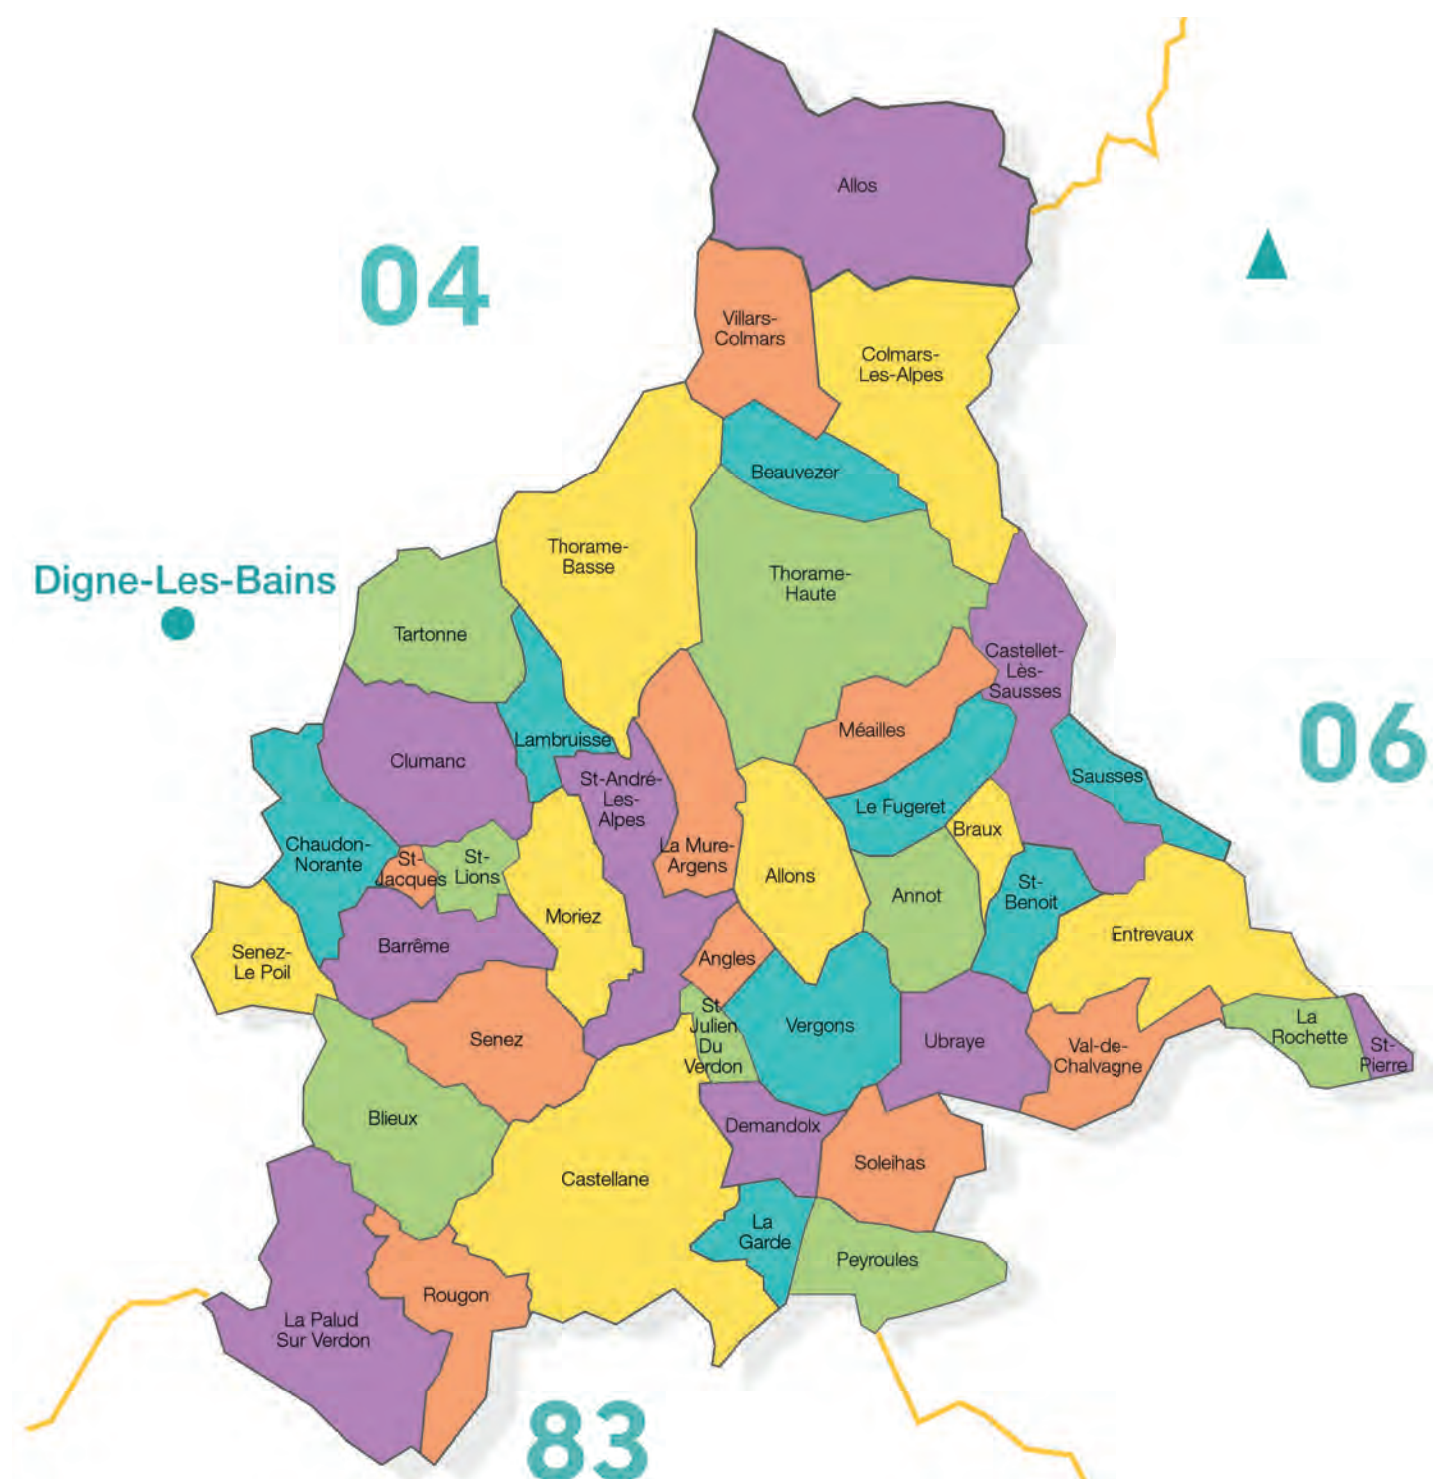 Allos
04
Villars-
Colmars
Colmars-
Les-Alpes
Beauvezer
Thorame-
Basse
Thorame-
Haute
Digne-Les-Bains
Tartonne
Castellet-
Lès-
Sausses
Méailles
Lambruisse
06
Clumanc
St-André-
Les-
Alpes
Sausses
Le Fugeret
Braux
Chaudon-
Norante
St-
Jacques
St-
Lions
La Mure-
Argens
Allons
Annot
St-
Benoit
Moriez
Barrême
Entrevaux
Senez-
Le Poil
Angles
St
Julien
Du
Verdon
Vergons
Senez
Ubraye
Val-de-
Chalvagne
La
Rochette
St-
Pierre
Blieux
Demandolx
Soleihas
Castellane
La
Garde
Peyroules
Rougon
La Palud
Sur Verdon
83